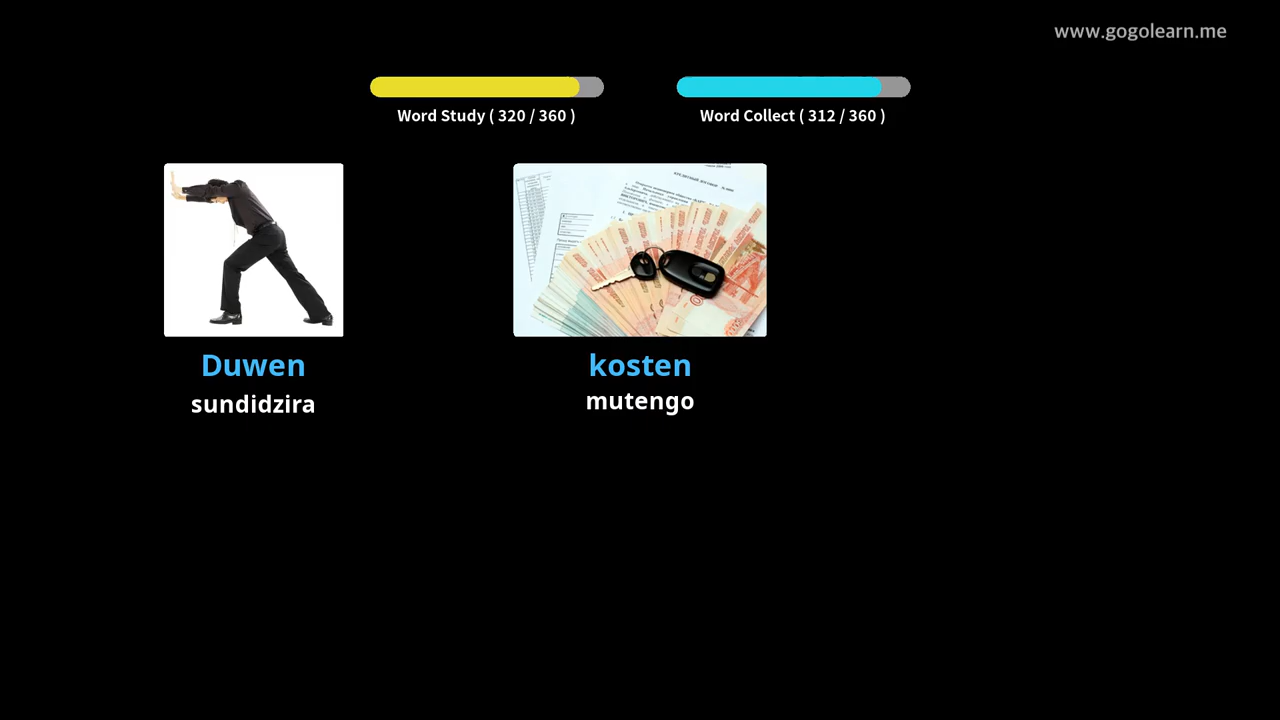 www.gogolearn.me
Word Study ( 320 / 360 )
Word Collect ( 312 / 360 )
Duwen
sundidzira
kosten
mutengo